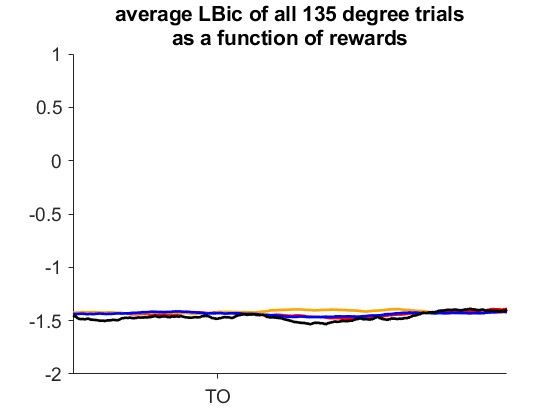 average LBic of all 135 degree trials
as a function of rewards
1
0.5
0
-0.5
-1
-1.5
-2
TO